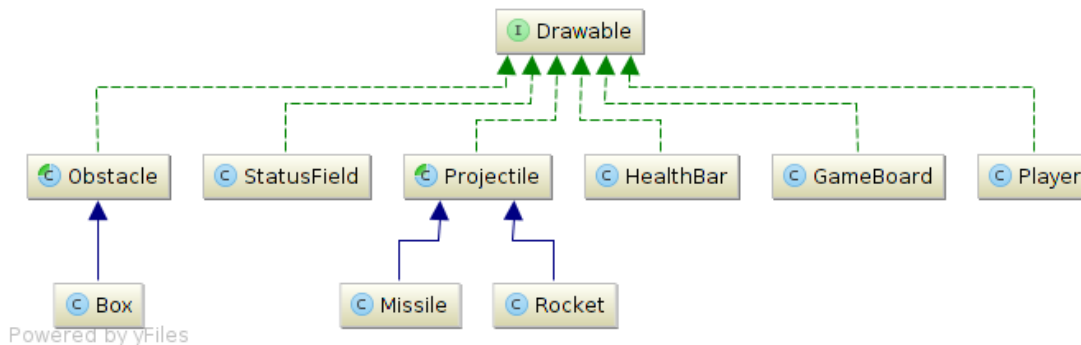 I Drawable
C Obstacle C StatusField C Projectile C HealthBar C GameBoard C Player
C Box C Missile C Rocket
Powered by yFiles